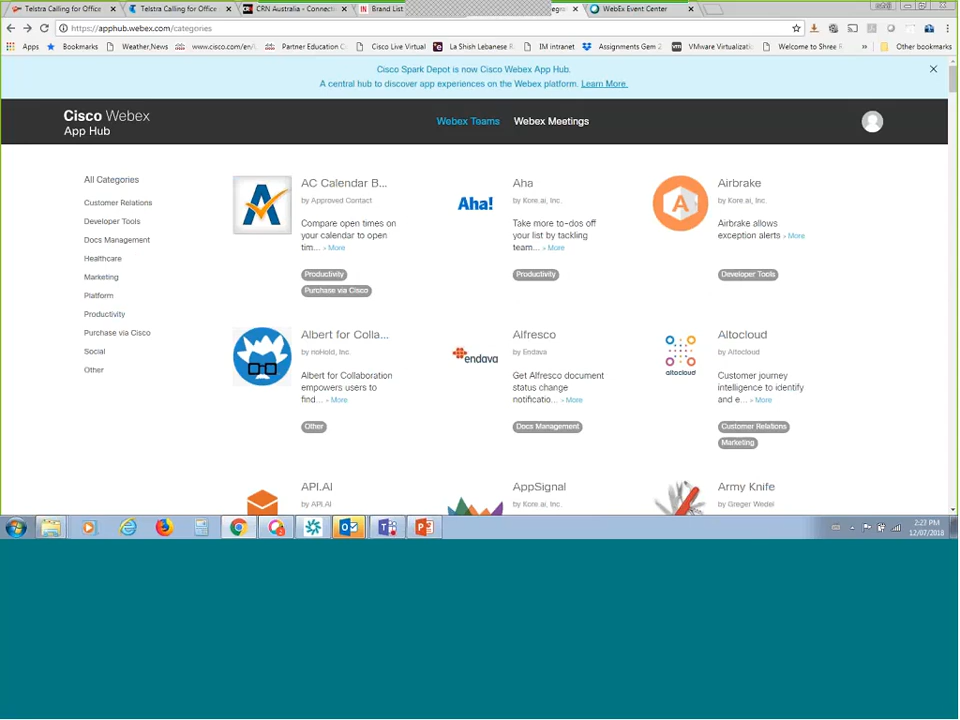 Telstra Calling for Office
Telstra Calling for Office
CRN Australia - Connecti
Brand List
WebEx Event Center
https://apphub.webex.com/categories
Apps
Bookmarks
Weather,News
www.cisco.com/en/
Partner Education C
Cisco Live Virtual
La Shish Lebanese R
IM intranet
Assignments Gem 2
VMware Virtualizatio
Welcome to Shree R
Other bookmarks
Cisco Spark Depot is now Cisco Webex App Hub.
A central hub to discover app experiences on the Webex platform. Learn More.
Cisco Webex
App Hub
Webex Teams
Webex Meetings
All Categories
Customer Relations
Developer Tools
Docs Management
Healthcare
Marketing
Platform
Productivity
Purchase via Cisco
Social
Other
AC Calendar B...
by Approved Contact
Compare open times on
your calendar to open
tim... » More
Productivity
Purchase via Cisco
Aha!
Aha
by Kore.ai, Inc.
Take more to-dos off
your list by tackling
team... » More
Productivity
Airbrake
by Kore.ai, Inc.
Airbrake allows
exception alerts » More
Developer Tools
Albert for Colla...
by noHold, Inc.
Albert for Collaboration
empowers users to
find... » More
Other
endava
Alfresco
by Endava
Get Alfresco document
status change
notificatio... » More
Docs Management
altocloud
Altocloud
by Altocloud
Customer journey
intelligence to identify
and e... » More
Customer Relations
Marketing
API.AI
by API.AI
AppSignal
by Kore.ai, Inc.
Army Knife
by Greger Wedel
2:27 PM
12/07/2018